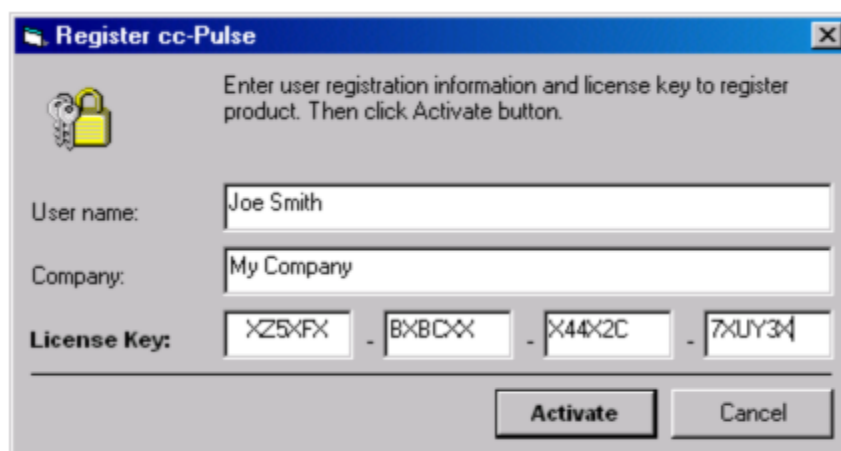 Register cc-Pulse
Enter user registration information and license key to register
product. Then click Activate button.
User name: Joe Smith
Company: My Company
License Key: XZ5XFX - BXBCXX - X44X2C - 7XUY3X
Activate Cancel